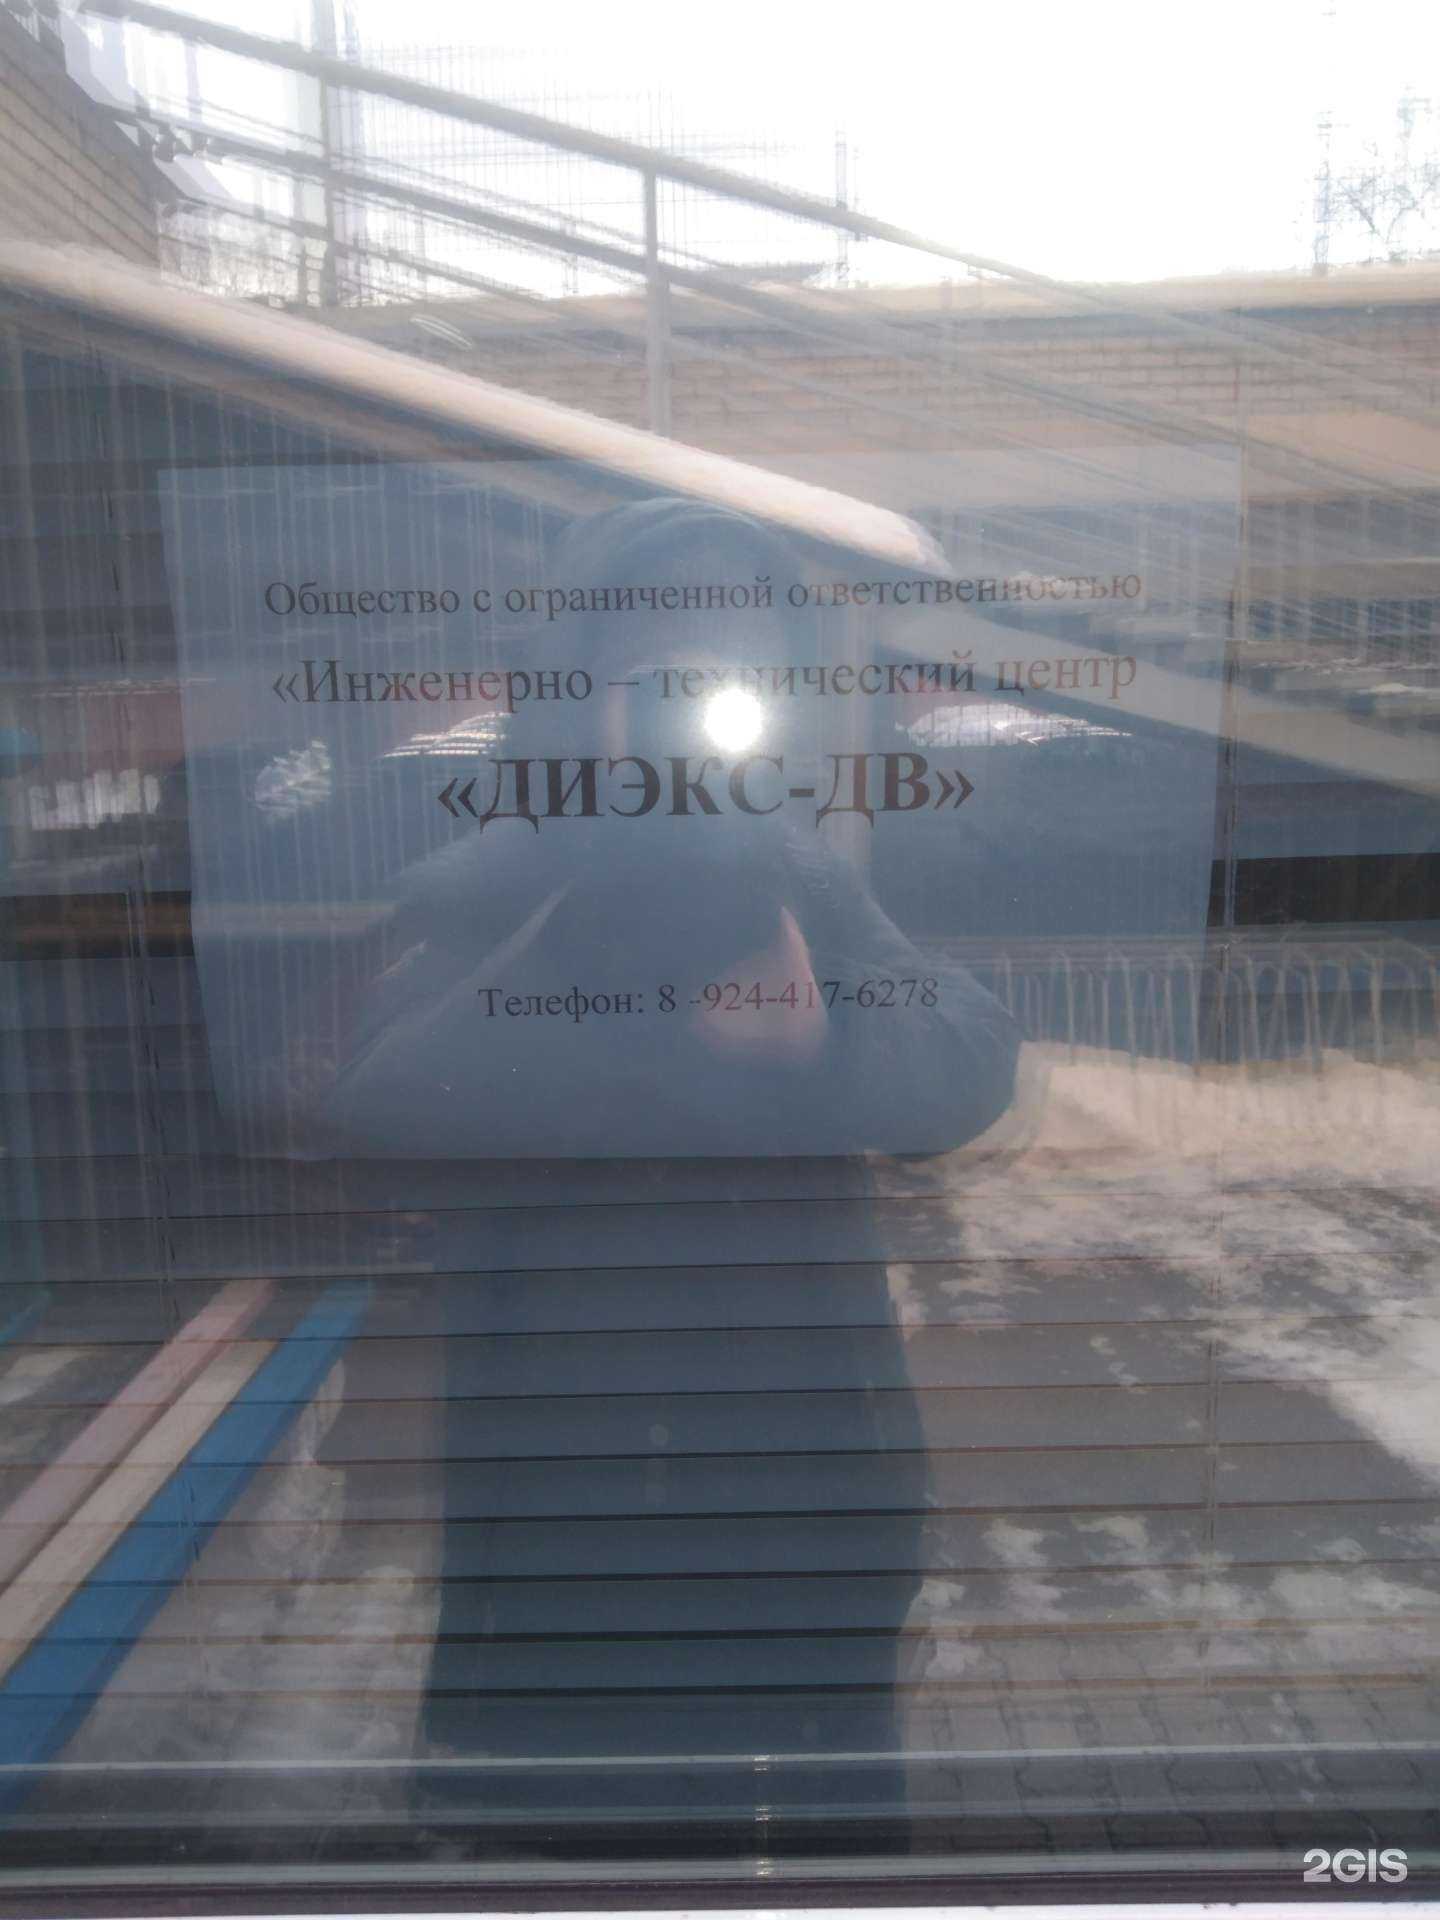 Общество с ограниченной ответственностью
«Инженерно – технический центр
«ДИЭКС-ДВ»
Телефон: 8 -924-417-6278
2GIS